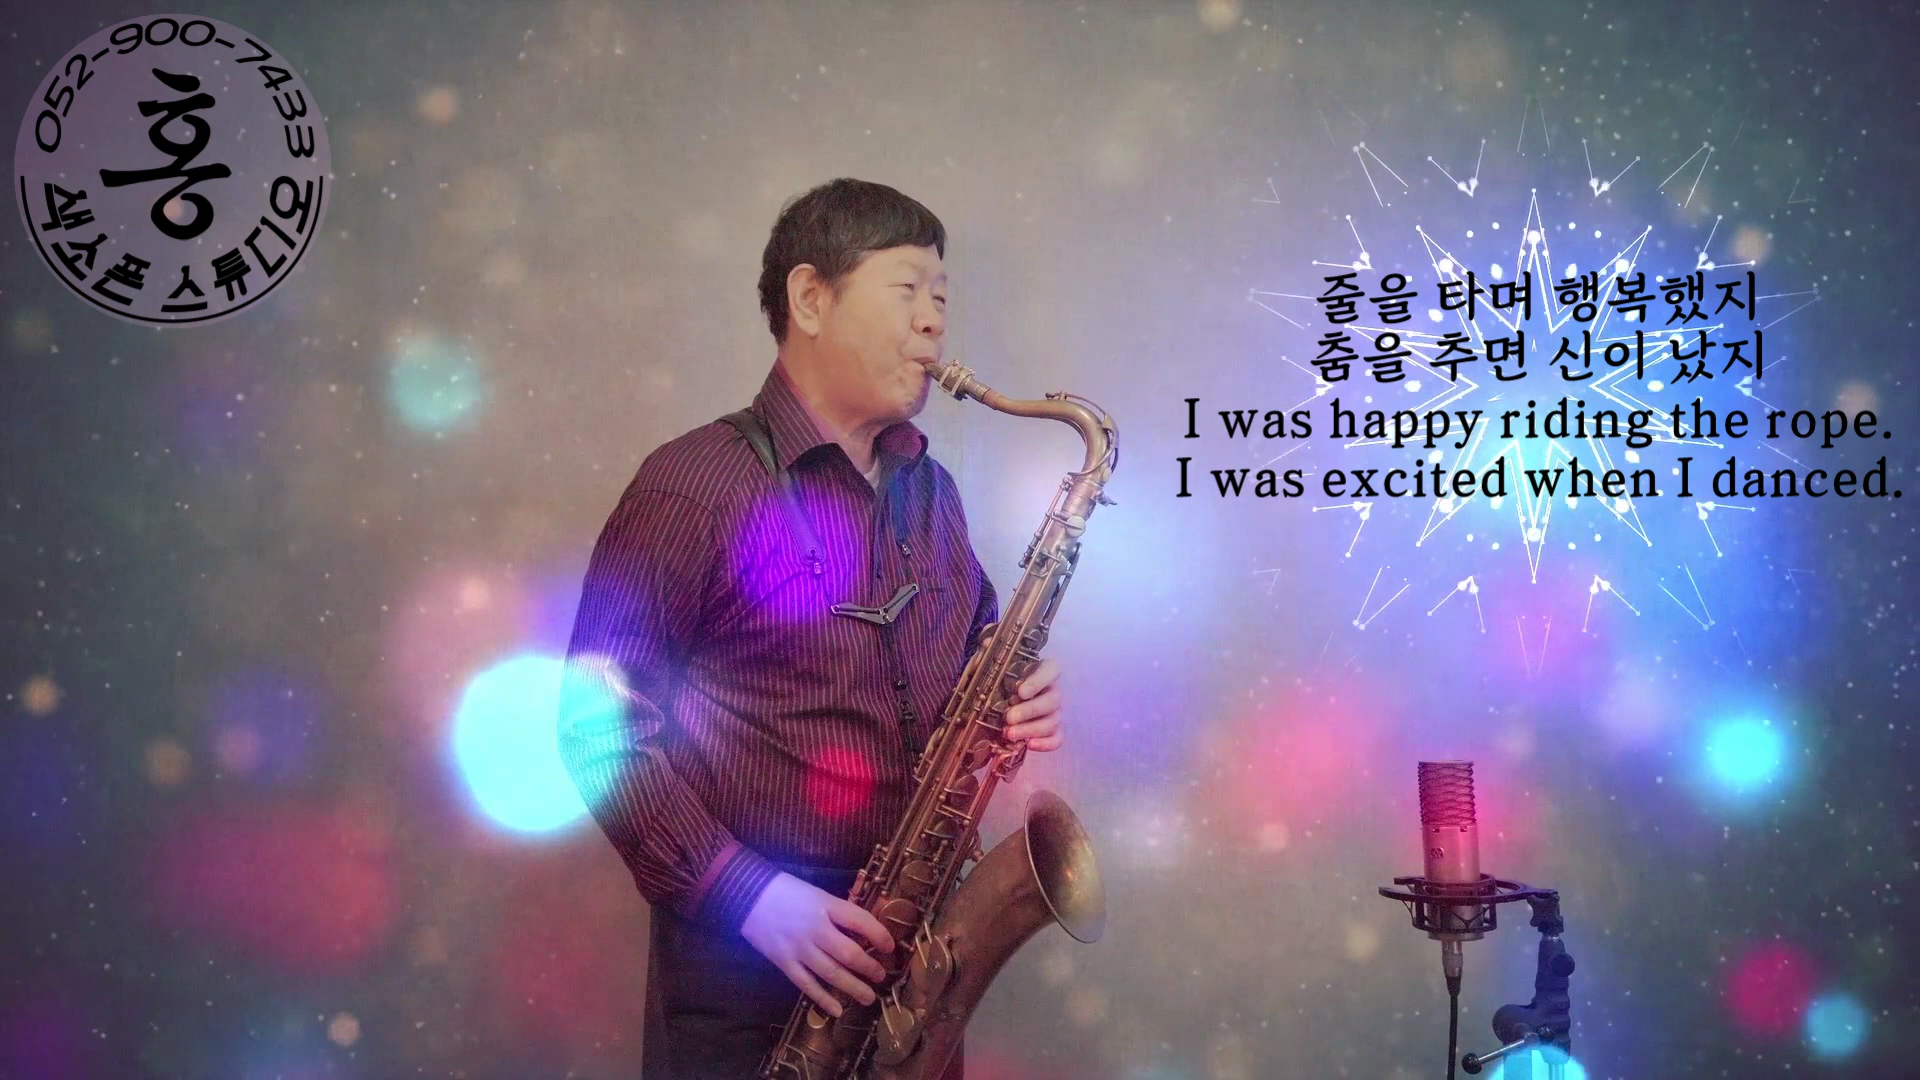 052-900-7433
홍
색소폰 스튜디오
줄을 타며 행복했지
춤을 추면 신이 났지
I was happy riding the rope.
I was excited when I danced.